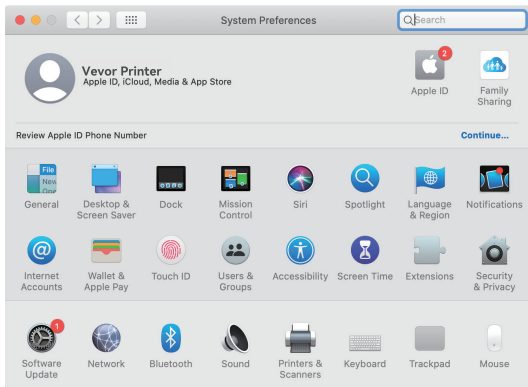 System Preferences
Search
Vevor Printer
Apple ID, iCloud, Media & App Store
2
Apple ID
Family
Sharing
Review Apple ID Phone Number
Continue...
File
New
Ope
General
Desktop &
Screen Saver
Dock
Mission
Control
Siri
Spotlight
Language
& Region
Notifications
@
Internet
Accounts
Wallet &
Apple Pay
Touch ID
Users &
Groups
Accessibility
Screen Time
Extensions
Security
& Privacy
1
Software
Update
Network
Bluetooth
Sound
Printers &
Scanners
Keyboard
Trackpad
Mouse